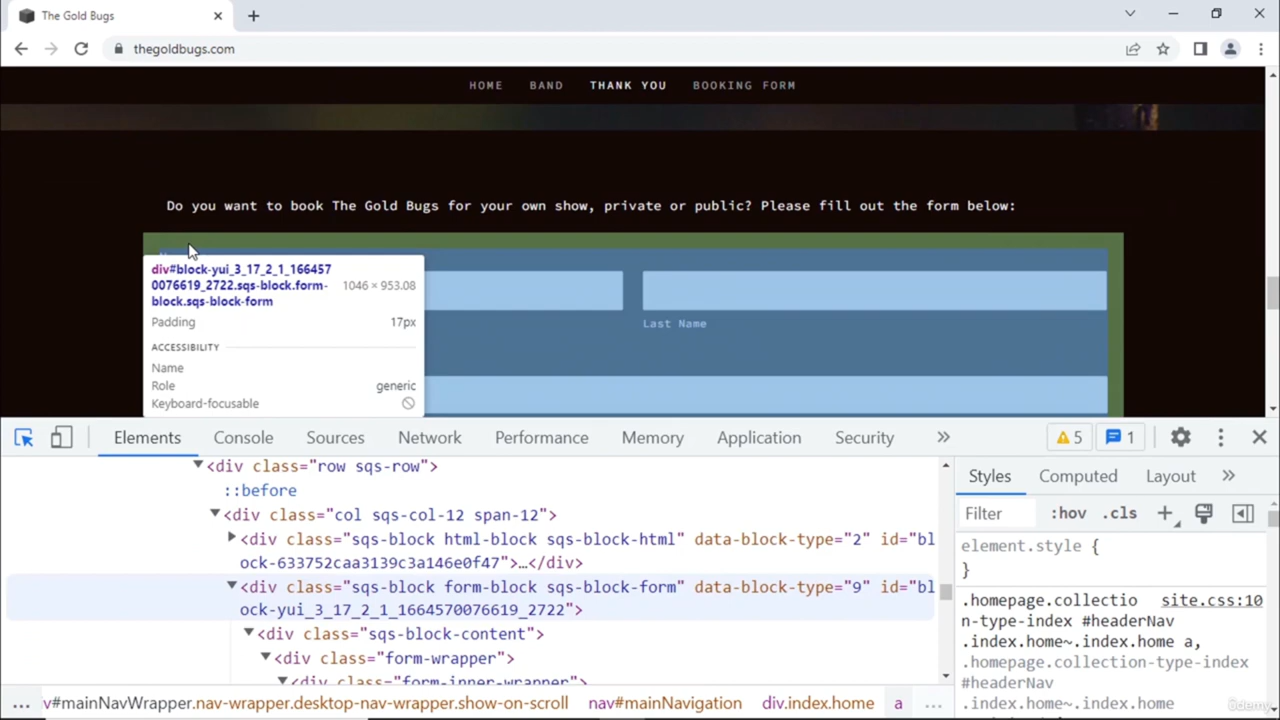 The Gold Bugs
thegoldbugs.com
HOME BAND THANK YOU BOOKING FORM
Do you want to book The Gold Bugs for your own show, private or public? Please fill out the form below:
div#block-yui_3_17_2_1_166457
0076619_2722.sqs-block.form-
block.sqs-block-form
1046 × 953.08
Padding 17px
ACCESSIBILITY
Name
Role generic
Keyboard-focusable
Last Name
Elements Console Sources Network Performance Memory Application Security » 5 1
<div class="row sqs-row">
::before
<div class="col sqs-col-12 span-12">
<div class="sqs-block html-block sqs-block-html" data-block-type="2" id="bl
ock-633752caa3139c3a146e0f47">…</div>
<div class="sqs-block form-block sqs-block-form" data-block-type="9" id="bl
ock-yui_3_17_2_1_1664570076619_2722">
<div class="sqs-block-content">
<div class="form-wrapper">
<div class="form-inner-wrapper">
... v#mainNavWrapper.nav-wrapper.desktop-nav-wrapper.show-on-scroll nav#mainNavigation div.index.home a ...
Styles Computed Layout »
Filter :hov .cls +
element.style {
}
.homepage.collectio site.css:10
n-type-index #headerNav
.index.home~.index.home a,
.homepage.collection-type-index
#headerNav
.index.home~.index.home
ûdemy